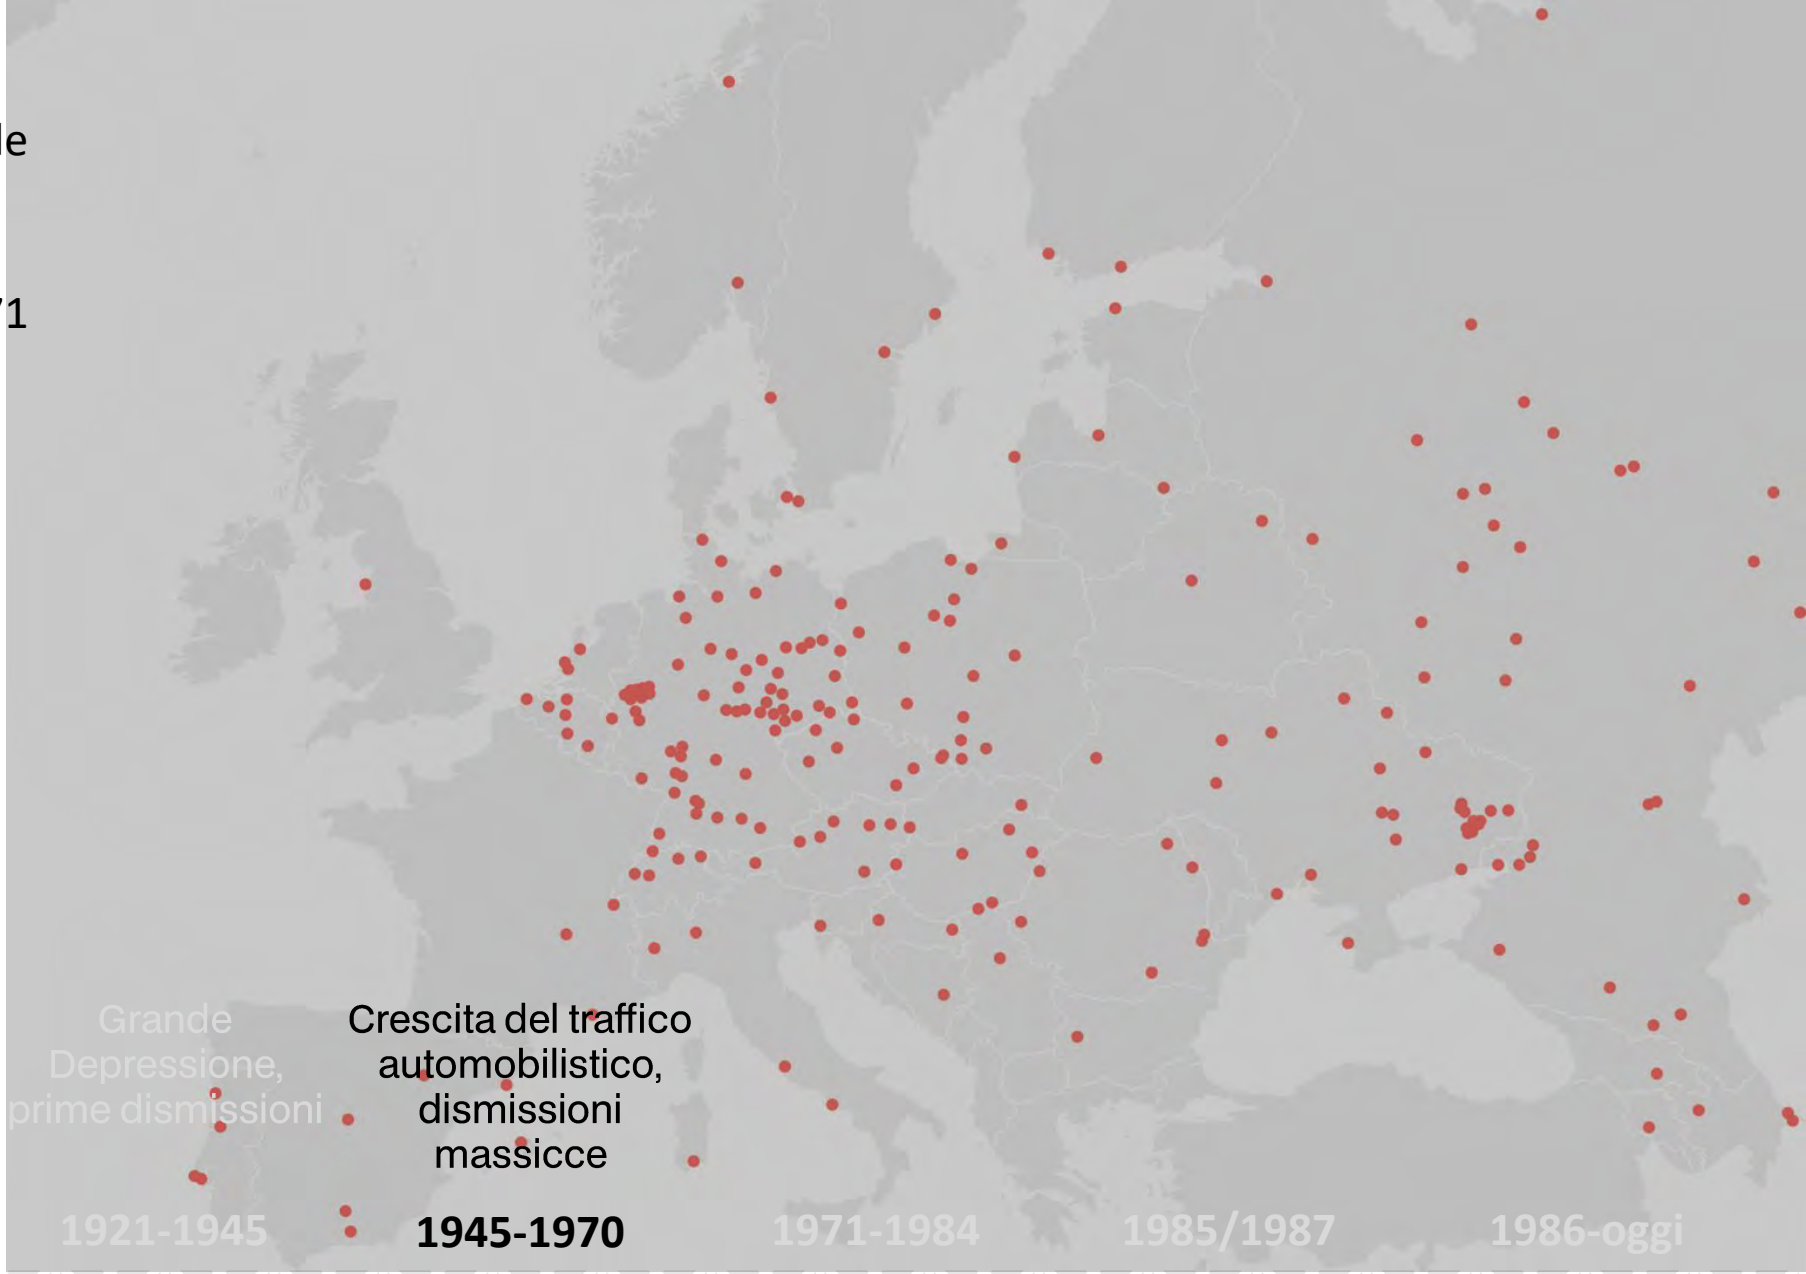 le
71
Grande
Depressione,
prime dismissioni
Crescita del traffico
automobilistico,
dismissioni
massicce
1921-1945
1945-1970
1971-1984
1985/1987
1986-oggi